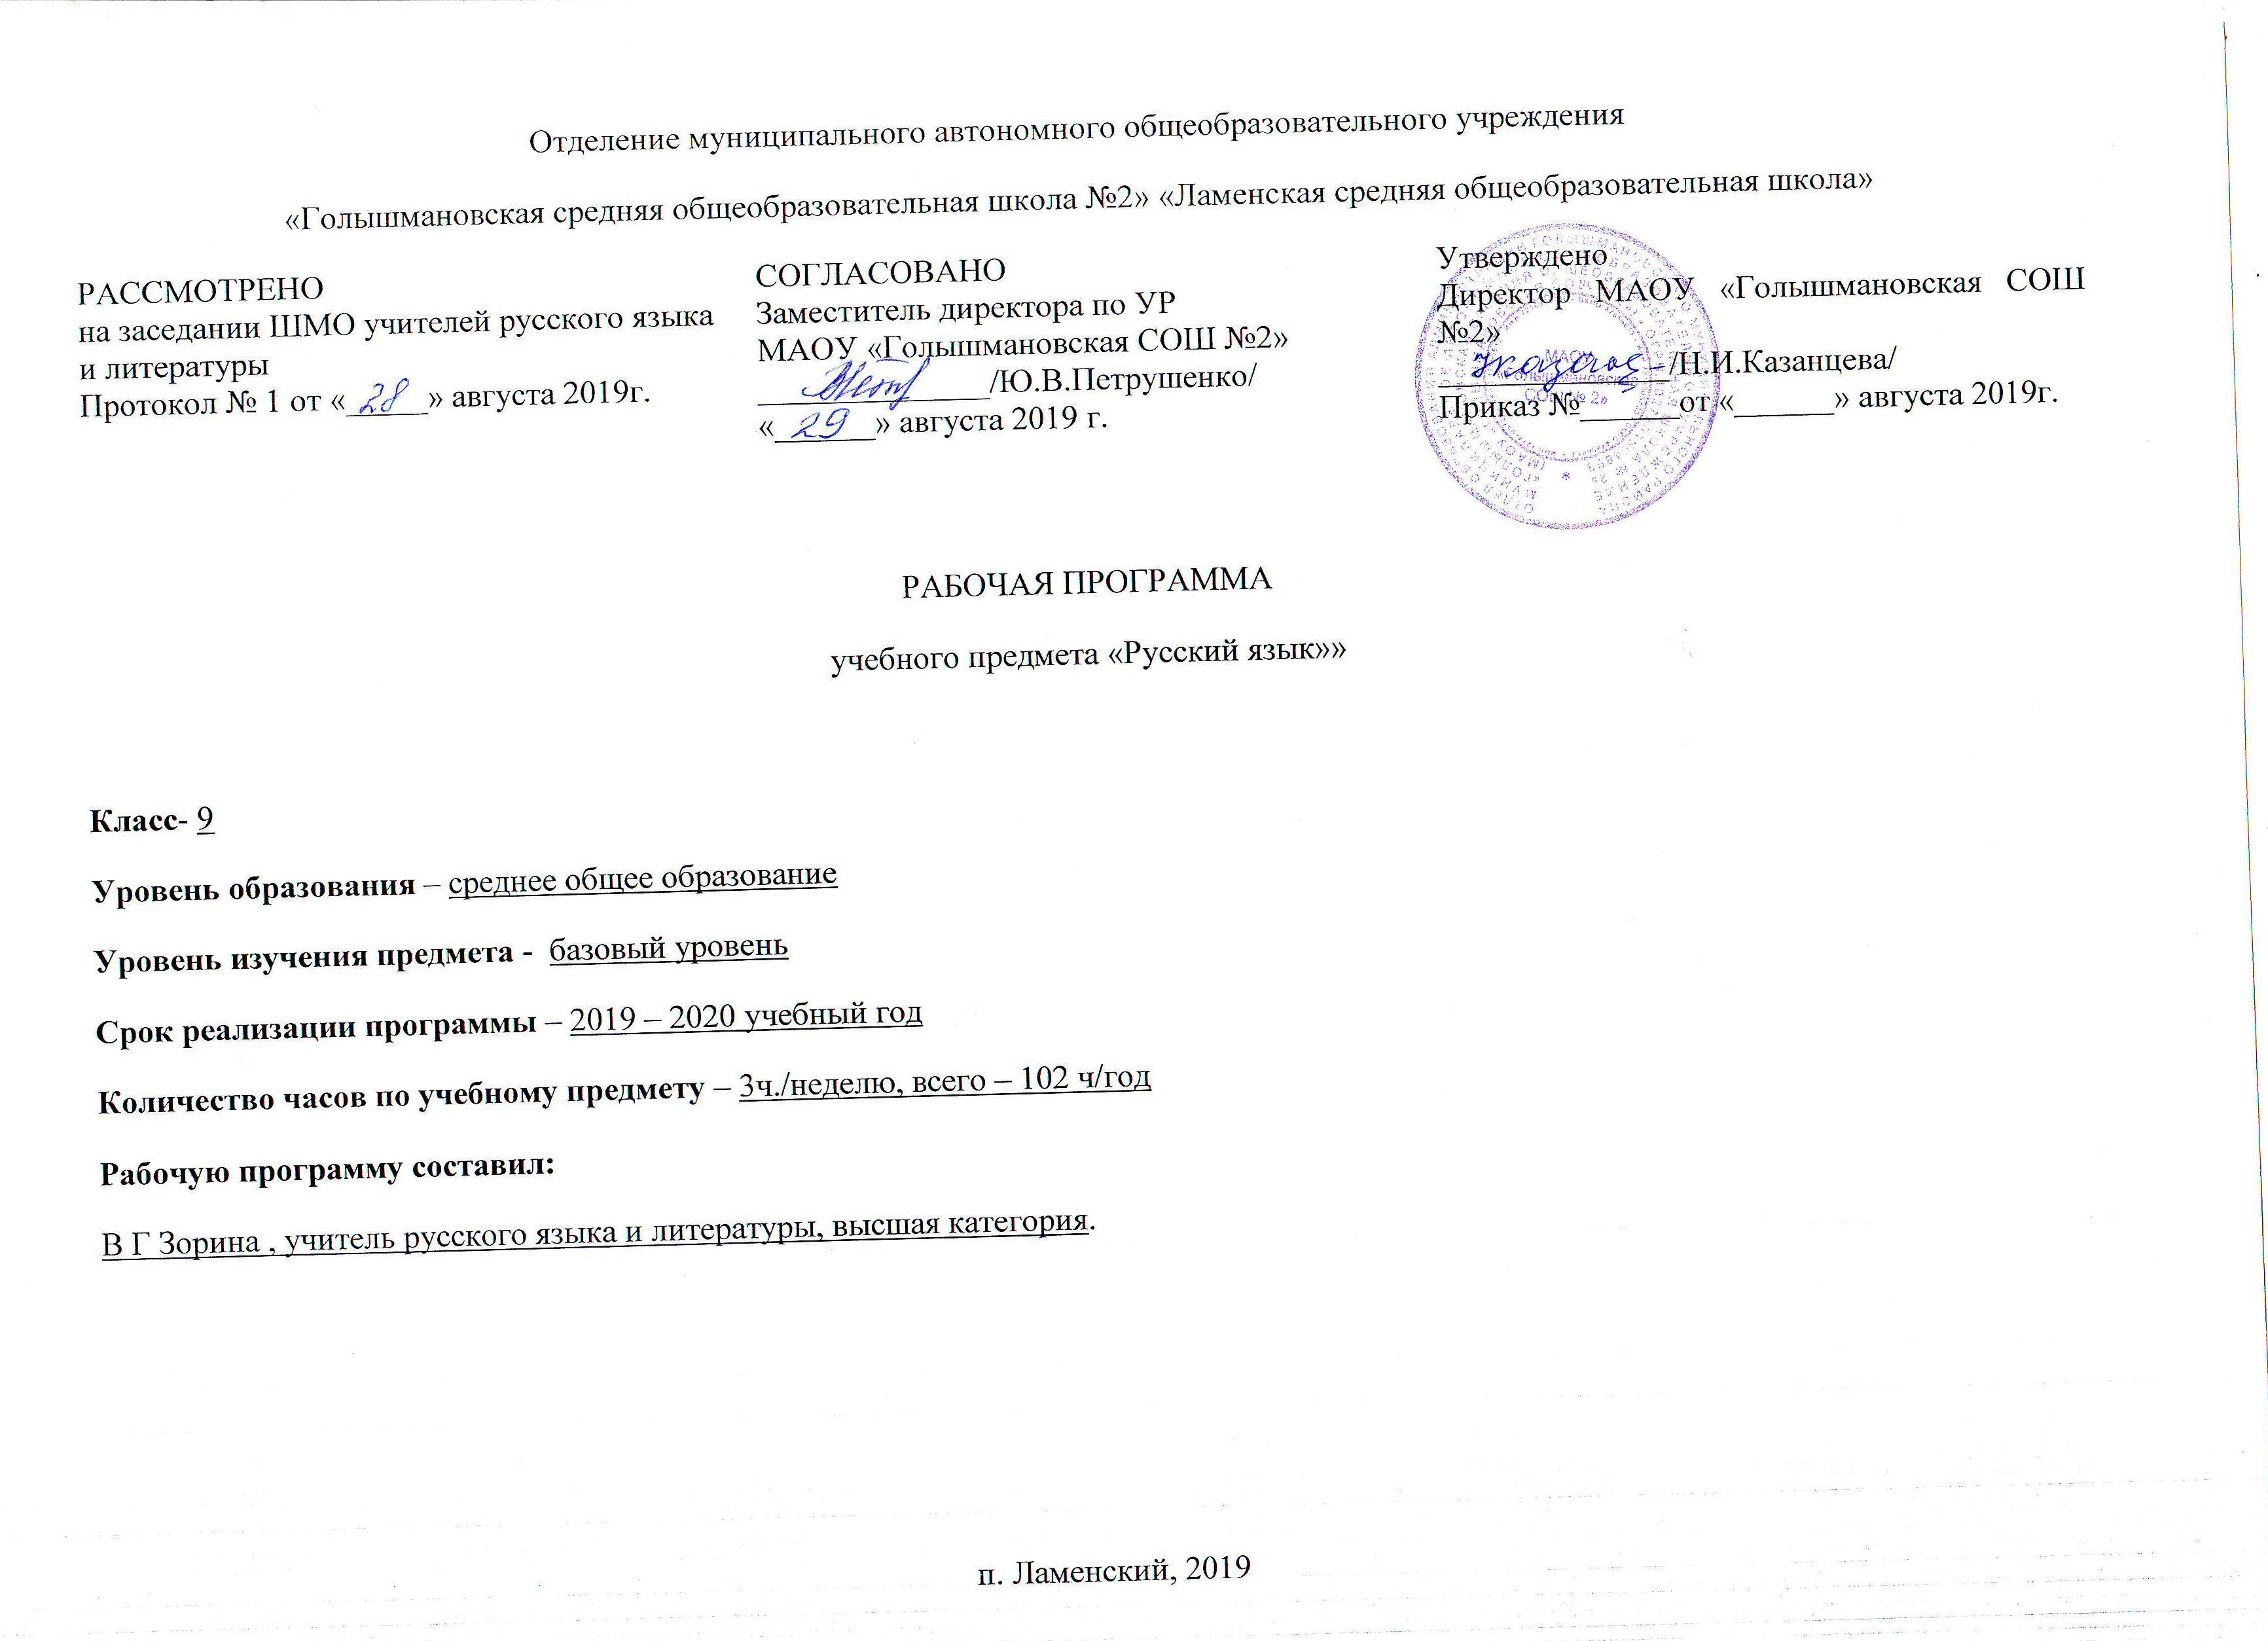 Отделение муниципального автономного общеобразовательного учреждения
«Голышмановская средняя общеобразовательная школа №2» «Ламенская средняя общеобразовательная школа»
РАССМОТРЕНО
на заседании ШМО учителей русского языка
и литературы
Протокол № 1 от «28» августа 2019г.
СОГЛАСОВАНО
Заместитель директора по УР
МАОУ «Голышмановская СОШ №2»
/Ю.В.Петрушенко/
«29» августа 2019 г.
Утверждено
Директор МАОУ «Голышмановская СОШ
№2»
/Н.И.Казанцева/
Приказ №______от «______» августа 2019г.
РАБОЧАЯ ПРОГРАММА
учебного предмета «Русский язык»»
Класс- 9
Уровень образования – среднее общее образование
Уровень изучения предмета - базовый уровень
Срок реализации программы – 2019 – 2020 учебный год
Количество часов по учебному предмету – 3ч./неделю, всего – 102 ч/год
Рабочую программу составил:
В Г Зорина , учитель русского языка и литературы, высшая категория.
п. Ламенский, 2019